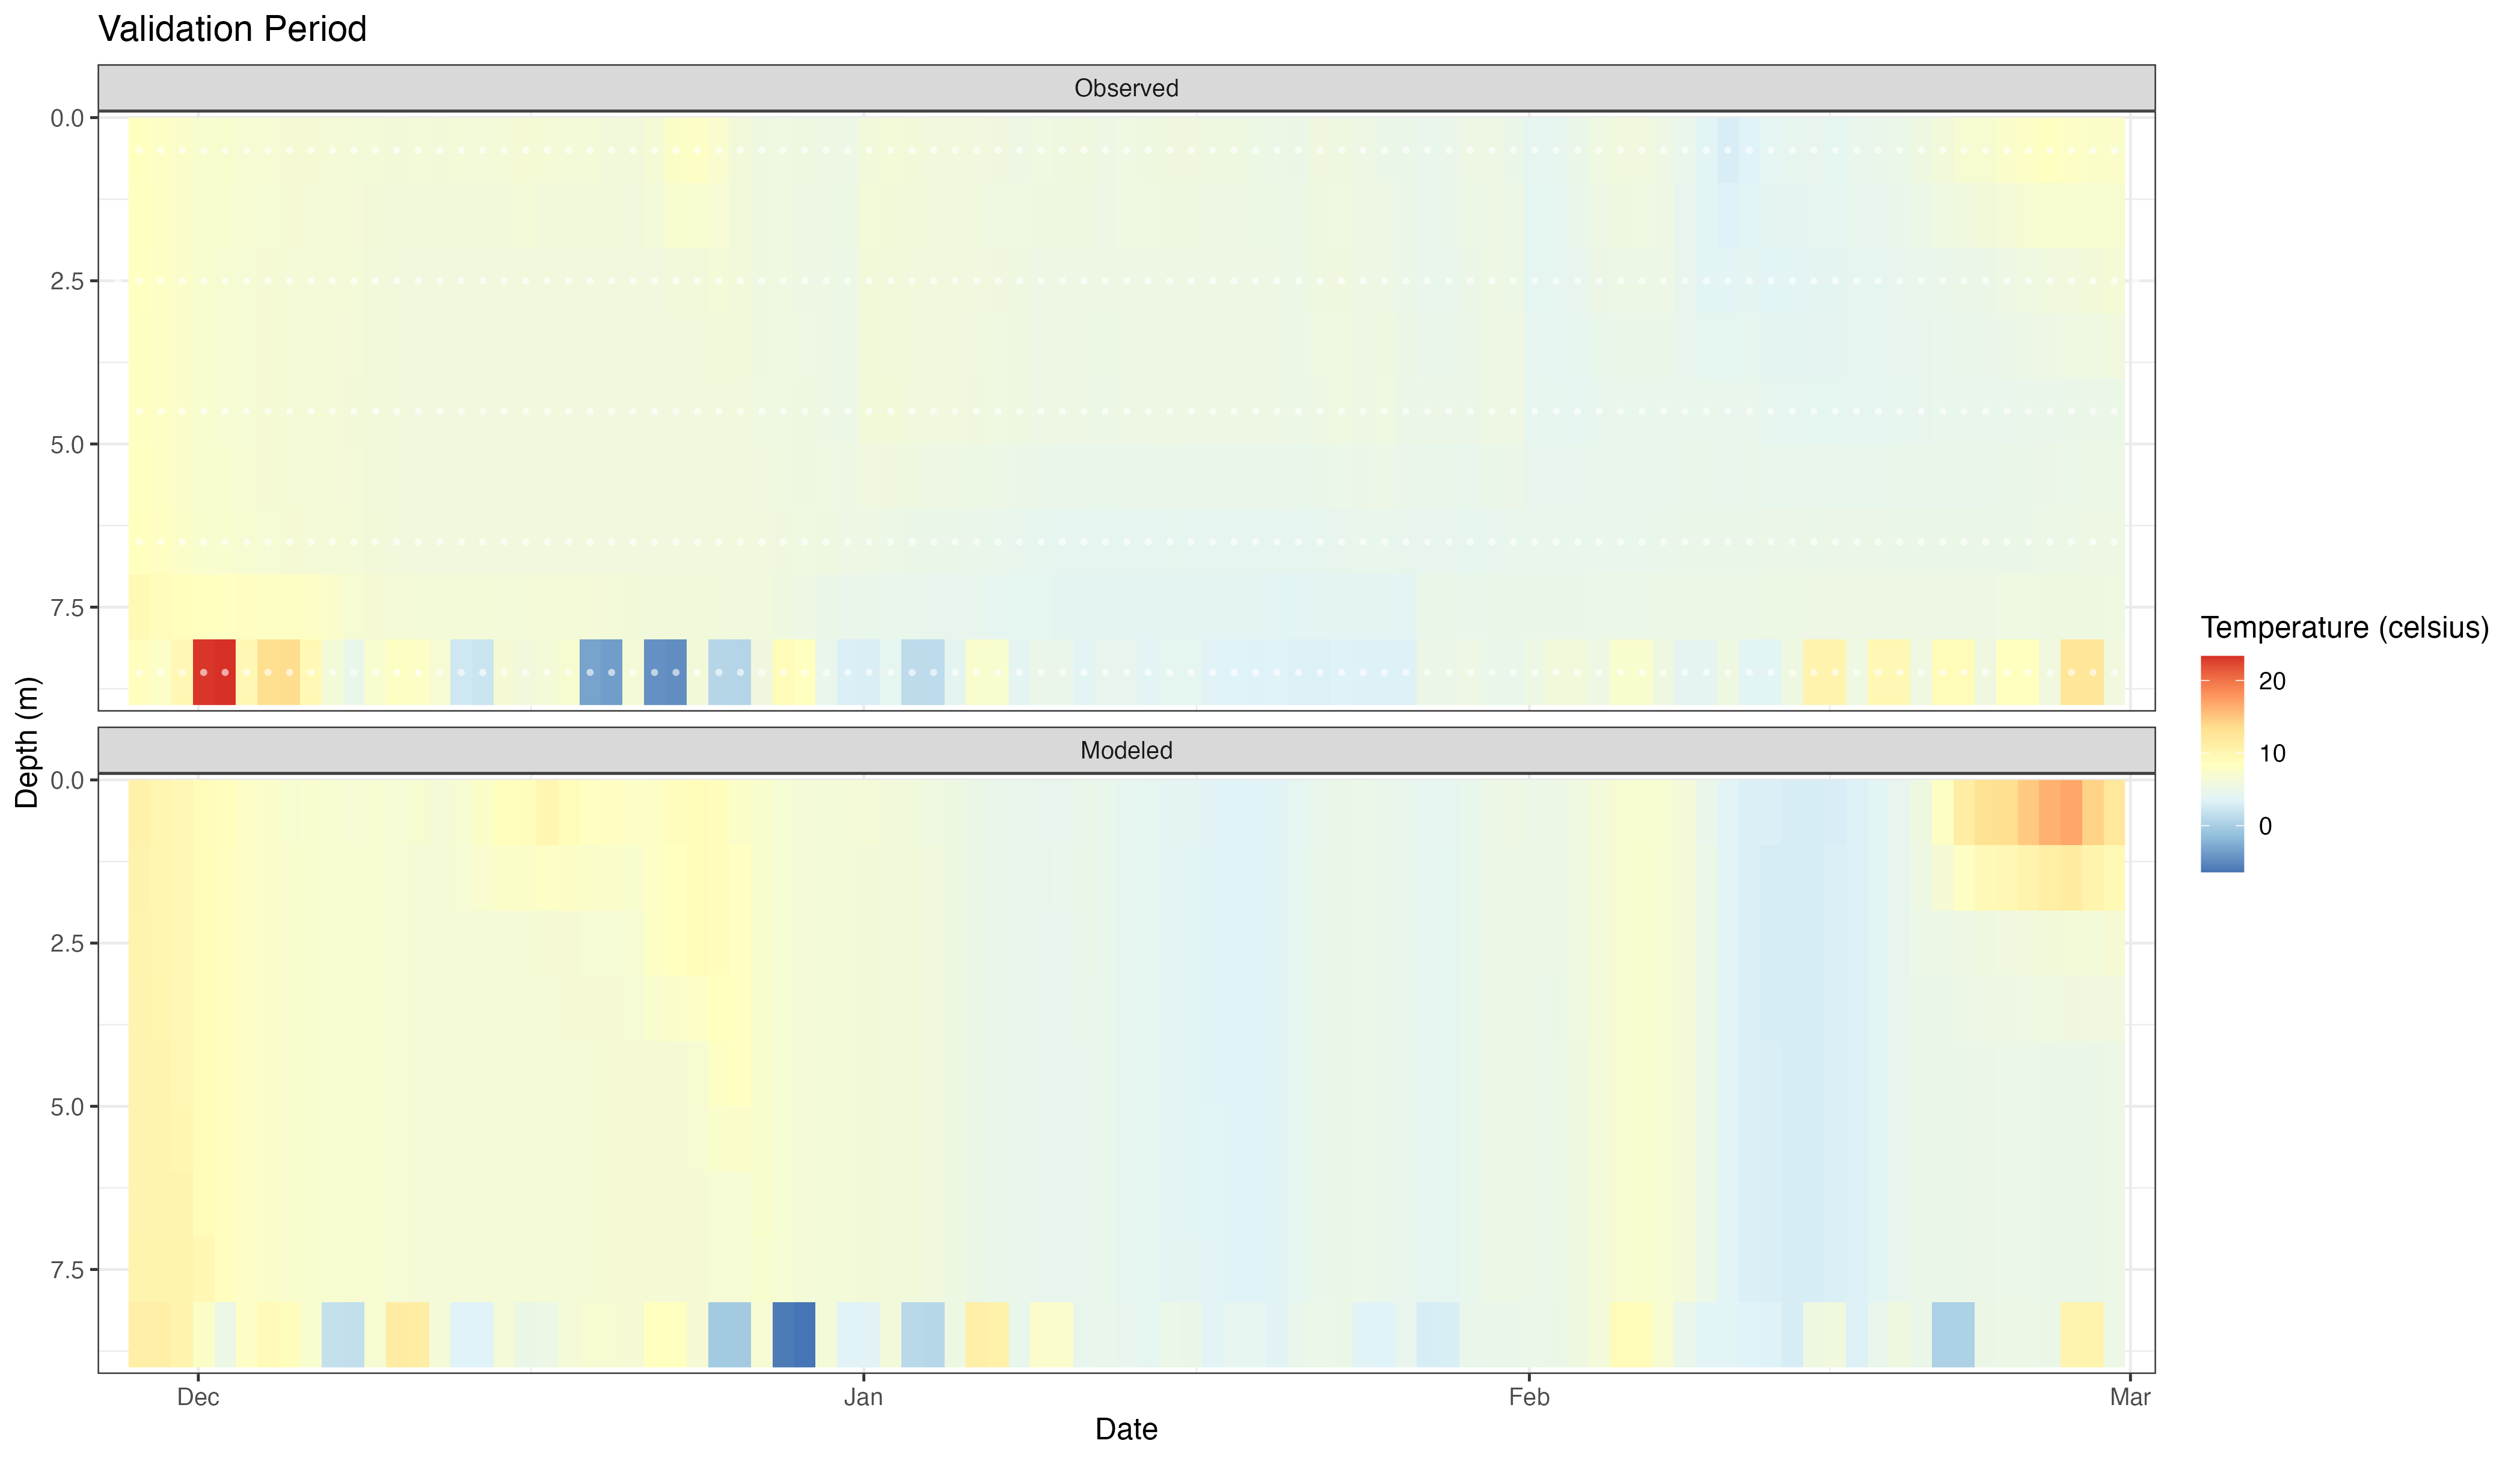 Validation Period
Observed
0.0
2.5
5.0
7.5
Depth (m)
Modeled
0.0
2.5
5.0
7.5
Dec
Jan
Feb
Mar
Date
Temperature (celsius)
20
10
0